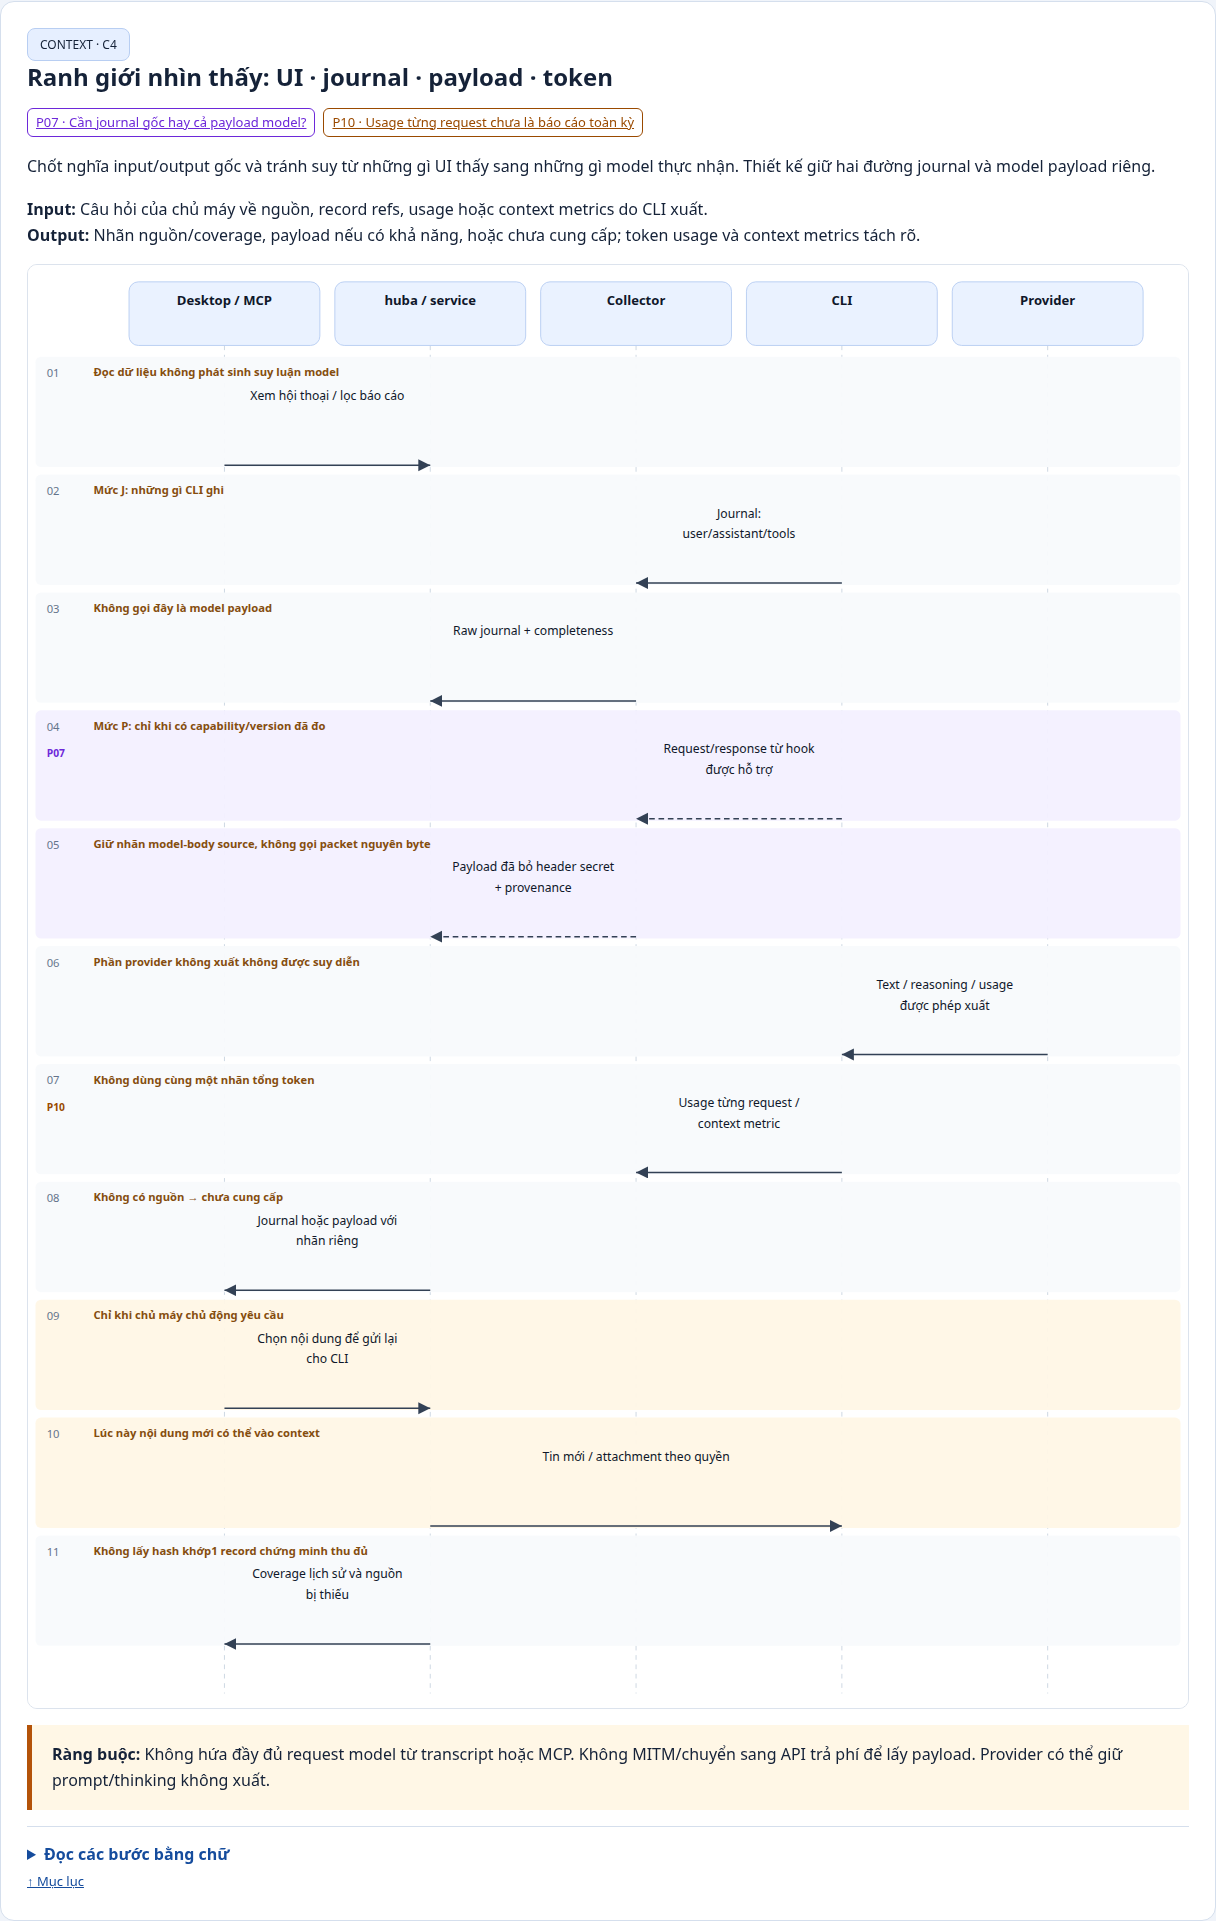 CONTEXT · C4
Ranh giới nhìn thấy: UI · journal · payload · token
P07 · Cần journal gốc hay cả payload model?
P10 · Usage từng request chưa là báo cáo toàn kỳ
Chốt nghĩa input/output gốc và tránh suy từ những gì UI thấy sang những gì model thực nhận. Thiết kế giữ hai đường journal và model payload riêng.
Input: Câu hỏi của chủ máy về nguồn, record refs, usage hoặc context metrics do CLI xuất.
Output: Nhãn nguồn/coverage, payload nếu có khả năng, hoặc chưa cung cấp; token usage và context metrics tách rõ.
Desktop / MCP
huba / service
Collector
CLI
Provider
01
Đọc dữ liệu không phát sinh suy luận model
Xem hội thoại / lọc báo cáo
02
Mức J: những gì CLI ghi
Journal:
user/assistant/tools
03
Không gọi đây là model payload
Raw journal + completeness
04
Mức P: chỉ khi có capability/version đã đo
P07
Request/response từ hook
được hỗ trợ
05
Giữ nhãn model-body source, không gọi packet nguyên byte
Payload đã bỏ header secret
+ provenance
06
Phần provider không xuất không được suy diễn
Text / reasoning / usage
được phép xuất
07
Không dùng cùng một nhãn tổng token
P10
Usage từng request /
context metric
08
Không có nguồn → chưa cung cấp
Journal hoặc payload với
nhãn riêng
09
Chỉ khi chủ máy chủ động yêu cầu
Chọn nội dung để gửi lại
cho CLI
10
Lúc này nội dung mới có thể vào context
Tin mới / attachment theo quyền
11
Không lấy hash khớp1 record chứng minh thu đủ
Coverage lịch sử và nguồn
bị thiếu
Ràng buộc: Không hứa đầy đủ request model từ transcript hoặc MCP. Không MITM/chuyển sang API trả phí để lấy payload. Provider có thể giữ
prompt/thinking không xuất.
Đọc các bước bằng chữ
↑ Mục lục